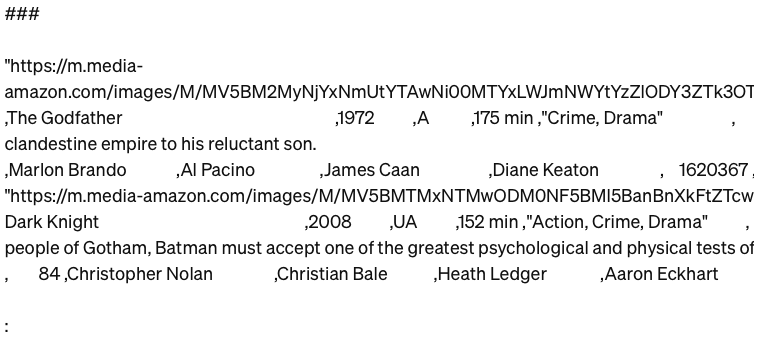 ###
"https://m.media-
amazon.com/images/M/MV5BM2MyNjYxNmUtYTAwNi00MTYxLWJmNWYtYzZlODY3ZTk3OT
,The Godfather ,1972 ,A ,175 min ,"Crime, Drama" ,
clandestine empire to his reluctant son.
,Marlon Brando ,Al Pacino ,James Caan ,Diane Keaton , 1620367 ,
"https://m.media-amazon.com/images/M/MV5BMTMxNTMwODM0NF5BMl5BanBnXkFtZTcw
Dark Knight ,2008 ,UA ,152 min ,"Action, Crime, Drama" ,
people of Gotham, Batman must accept one of the greatest psychological and physical tests of
, 84 ,Christopher Nolan ,Christian Bale ,Heath Ledger ,Aaron Eckhart
: